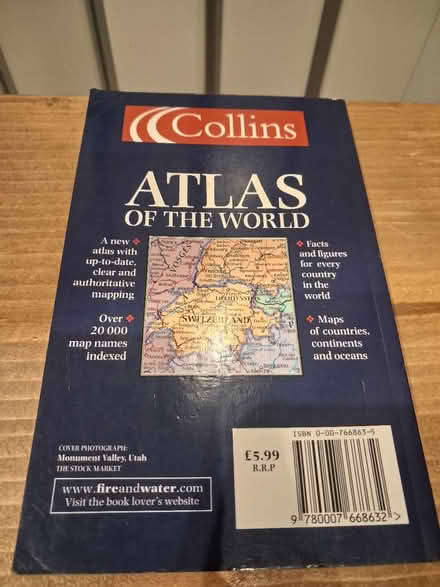 Collins
ATLAS
OF THE WORLD
A new
atlas with
up-to-date,
clear and
authoritative
mapping
Over
20 000
map names
indexed
VOSGES
LIECHTENSTEIN
SWITZERLAND
Facts
and figures
for every
country
in the
world
Maps
of countries,
continents
and oceans
COVER PHOTOGRAPH:
Monument Valley, Utah
THE STOCK MARKET
www.fireandwater.com
Visit the book lover's website
£5.99
R.R.P
ISBN 0-00-766863-5
9 780007 668632 >